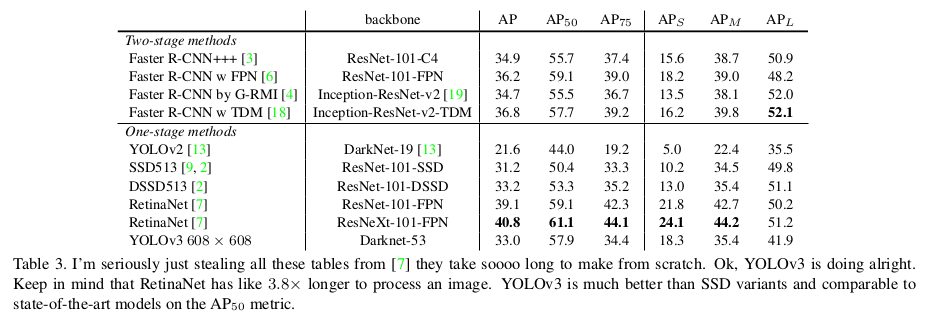 backbone AP AP50 AP75 APS APM APL
Two-stage methods
Faster R-CNN+++ [3] ResNet-101-C4 34.9 55.7 37.4 15.6 38.7 50.9
Faster R-CNN w FPN [6] ResNet-101-FPN 36.2 59.1 39.0 18.2 39.0 48.2
Faster R-CNN by G-RMI [4] Inception-ResNet-v2 [19] 34.7 55.5 36.7 13.5 38.1 52.0
Faster R-CNN w TDM [18] Inception-ResNet-v2-TDM 36.8 57.7 39.2 16.2 39.8 52.1
One-stage methods
YOLOv2 [13] DarkNet-19 [13] 21.6 44.0 19.2 5.0 22.4 35.5
SSD513 [9, 2] ResNet-101-SSD 31.2 50.4 33.3 10.2 34.5 49.8
DSSD513 [2] ResNet-101-DSSD 33.2 53.3 35.2 13.0 35.4 51.1
RetinaNet [7] ResNet-101-FPN 39.1 59.1 42.3 21.8 42.7 50.2
RetinaNet [7] ResNeXt-101-FPN 40.8 61.1 44.1 24.1 44.2 51.2
YOLOv3 608 × 608 Darknet-53 33.0 57.9 34.4 18.3 35.4 41.9
Table 3. I'm seriously just stealing all these tables from [7] they take soooo long to make from scratch. Ok, YOLOv3 is doing alright.
Keep in mind that RetinaNet has like 3.8× longer to process an image. YOLOv3 is much better than SSD variants and comparable to
state-of-the-art models on the AP50 metric.